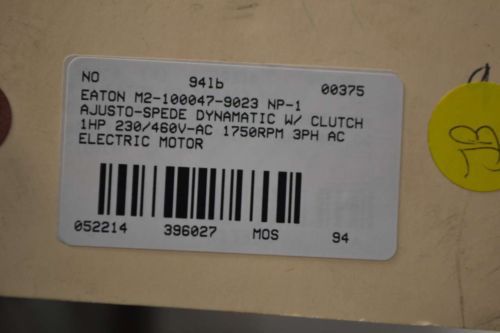 NO 941b 00375
EATON M2-100047-9023 NP-1
AJUSTO-SPEDE DYNAMATIC W/ CLUTCH
1HP 230/460V-AC 1750RPM 3PH AC
ELECTRIC MOTOR
052214 396027 MOS 94
JB